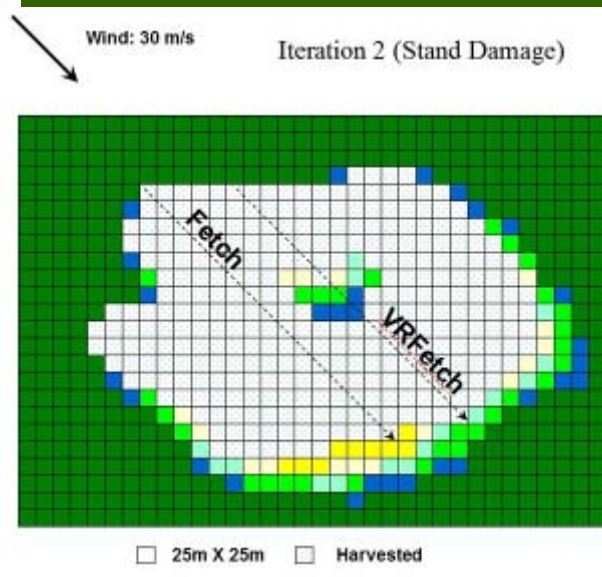 Wind: 30 m/s
Iteration 2 (Stand Damage)
Fetch
VRFetch
25m X 25m Harvested